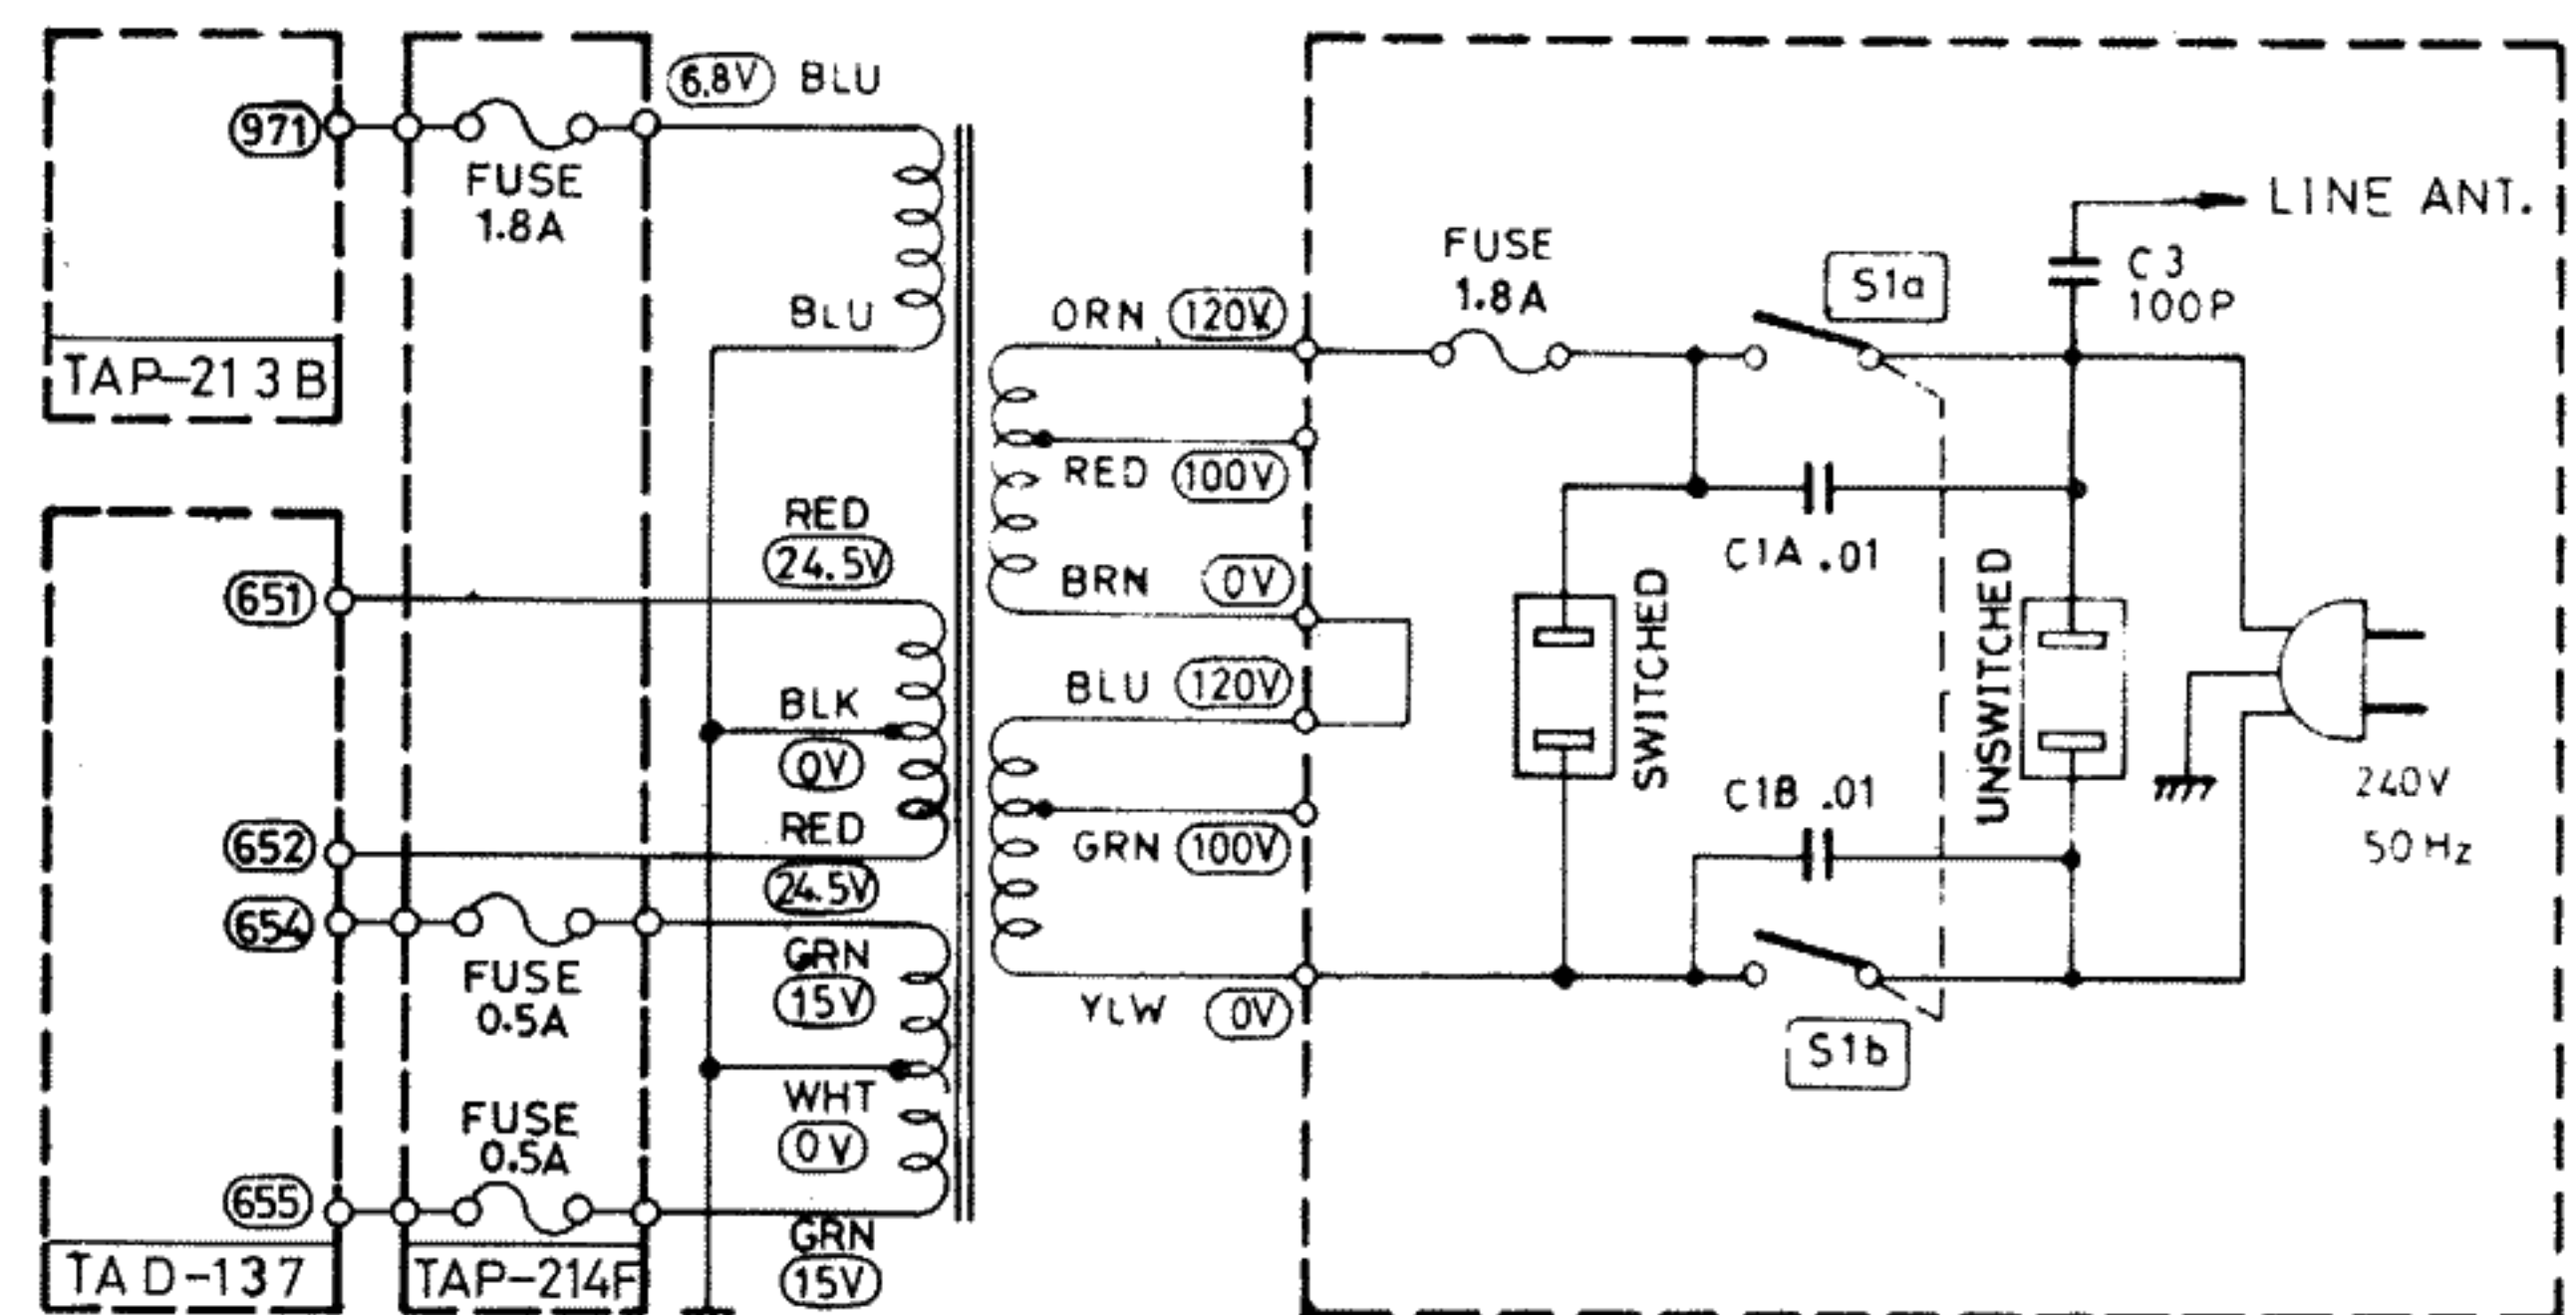 6.8V BLU
971
FUSE
1.8A
BLU
TAP-213B
LINE ANT.
C3
100P
FUSE
1.8A
S1a
ORN 120V
RED 100V
BRN 0V
BLU 120V
GRN 100V
YLW 0V
C1A .01
SWITCHED
UNSWITCHED
C1B .01
S1b
240V
50Hz
RED
24.5V
651
BLK
0V
RED
24.5V
652
654
FUSE
0.5A
GRN
15V
WHT
0V
FUSE
0.5A
655
GRN
15V
TAD-137
TAP-214F